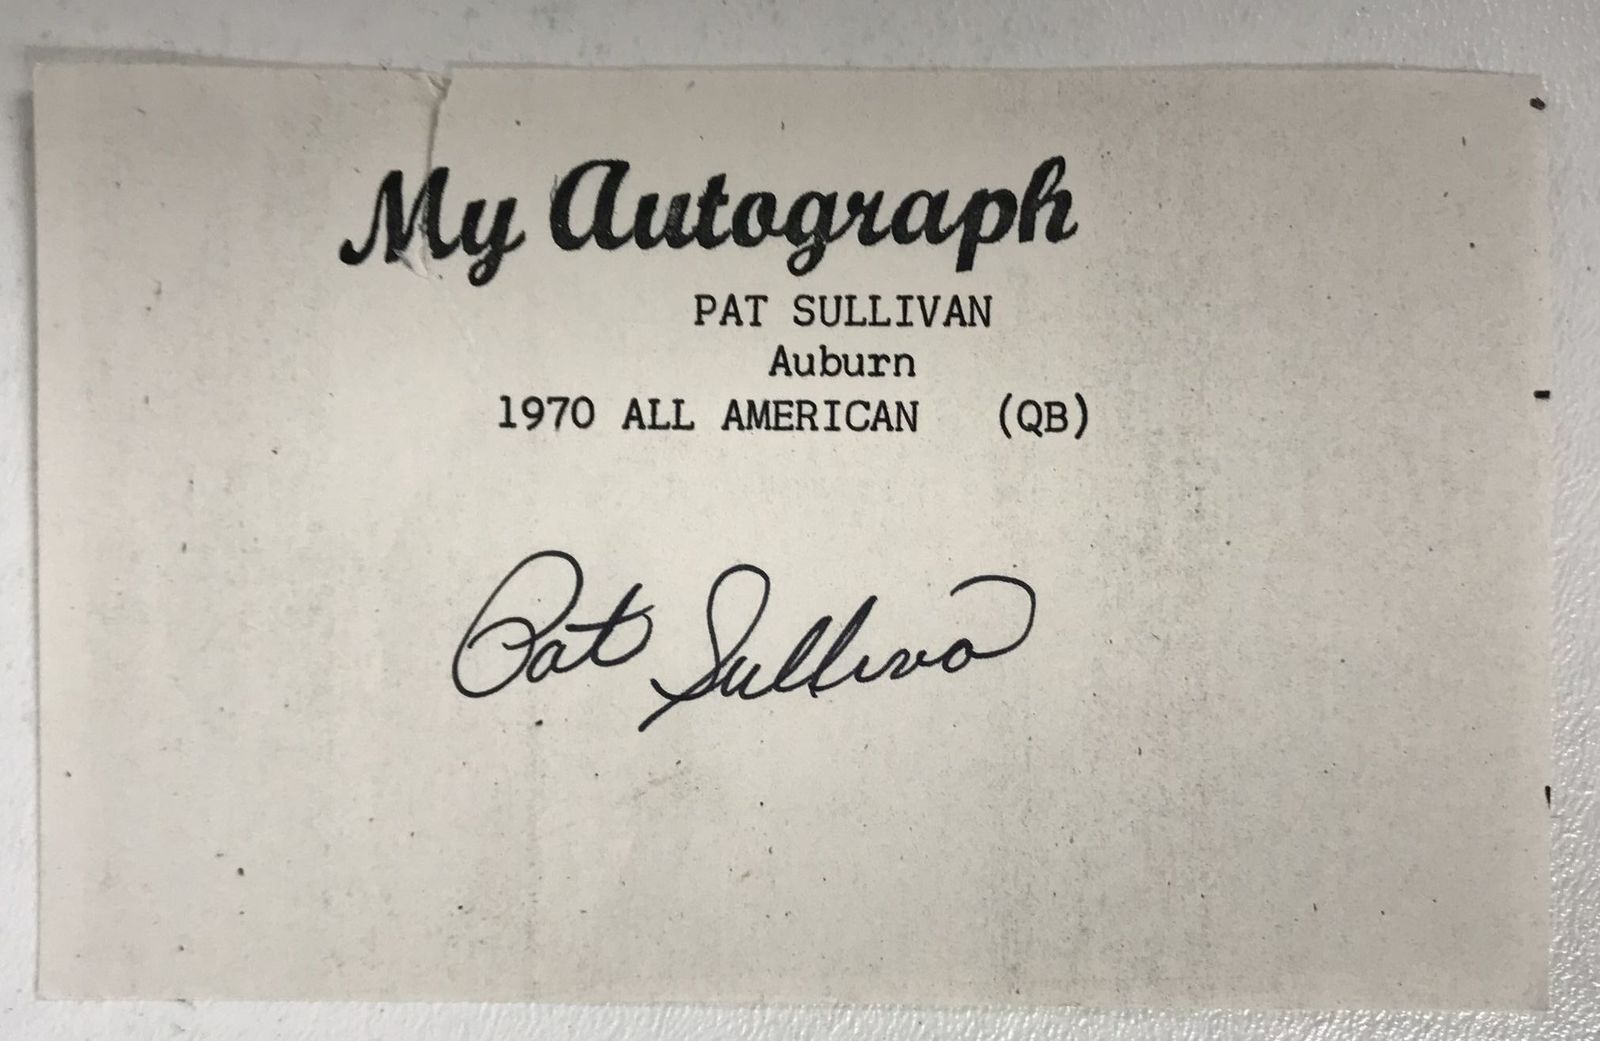 My Autograph
PAT SULLIVAN
Auburn
1970 ALL AMERICAN (QB)
Pat Sullivan